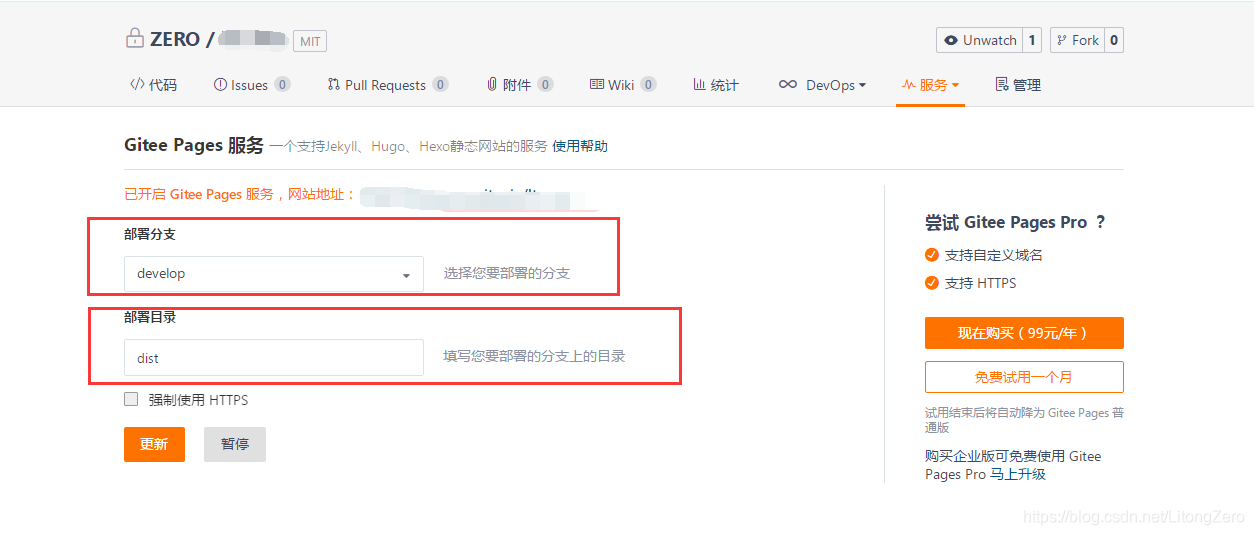 ZERO / MIT
Unwatch 1 Fork 0
代码 Issues 0 Pull Requests 0 附件 0 Wiki 0 统计 DevOps 服务 管理
Gitee Pages 服务 一个支持Jekyll、Hugo、Hexo静态网站的服务 使用帮助
已开启 Gitee Pages 服务，网站地址：
部署分支
develop 选择您要部署的分支
部署目录
dist 填写您要部署的分支上的目录
强制使用 HTTPS
更新 暂停
尝试 Gitee Pages Pro ？
支持自定义域名
支持 HTTPS
现在购买（99元/年）
免费试用一个月
试用结束后将自动降为 Gitee Pages 普
通版
购买企业版可免费使用 Gitee
Pages Pro 马上升级
https://blog.csdn.net/LitongZero